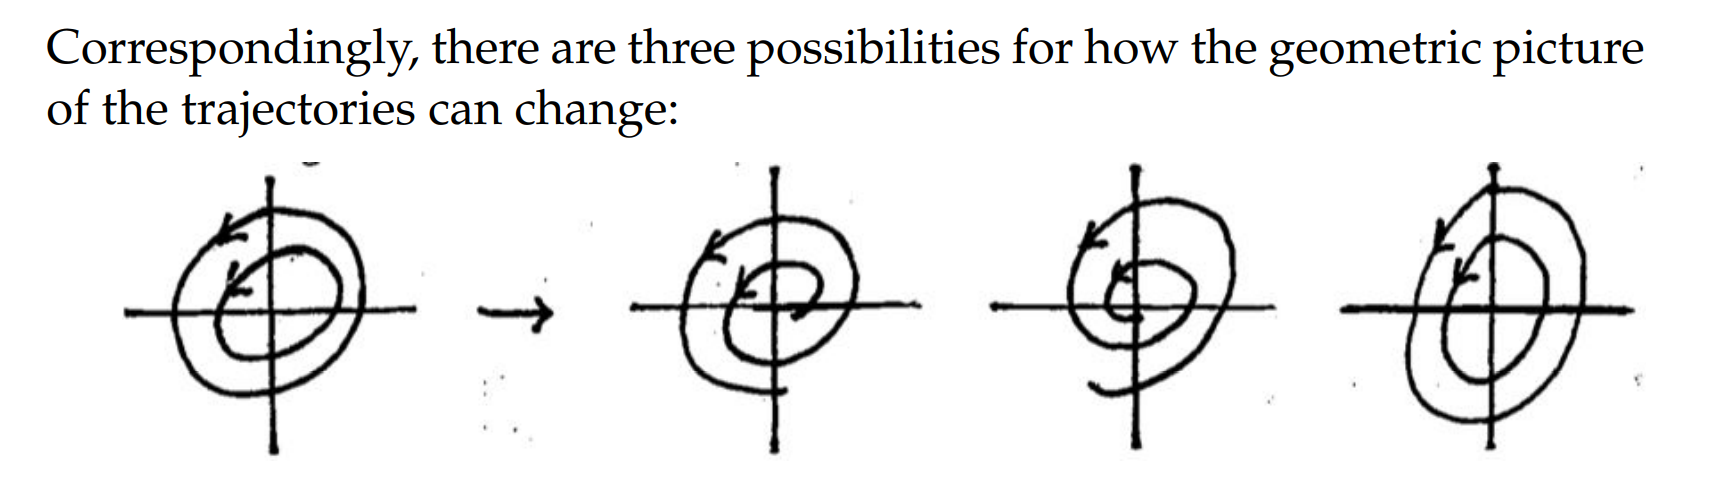 Correspondingly, there are three possibilities for how the geometric picture
of the trajectories can change: